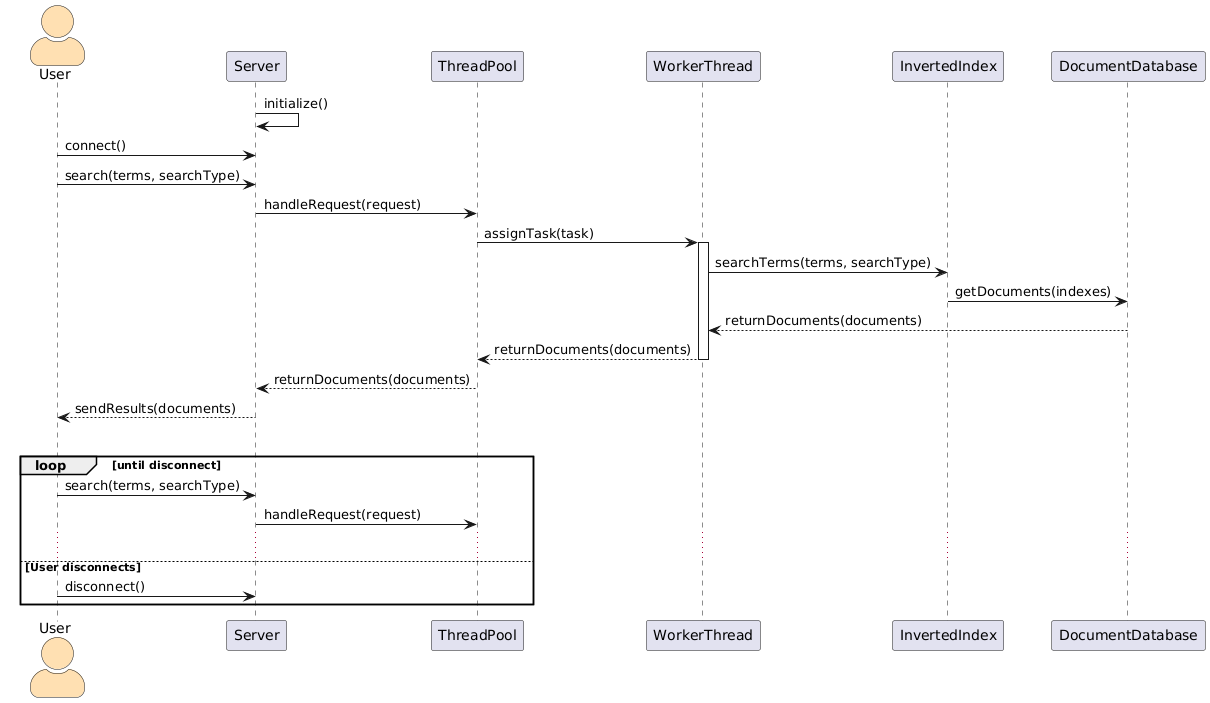 User
Server
ThreadPool
WorkerThread
InvertedIndex
DocumentDatabase
initialize()
connect()
search(terms, searchType)
handleRequest(request)
assignTask(task)
searchTerms(terms, searchType)
getDocuments(indexes)
returnDocuments(documents)
returnDocuments(documents)
returnDocuments(documents)
sendResults(documents)
loop [until disconnect]
search(terms, searchType)
handleRequest(request)
[User disconnects]
disconnect()
User
Server
ThreadPool
WorkerThread
InvertedIndex
DocumentDatabase